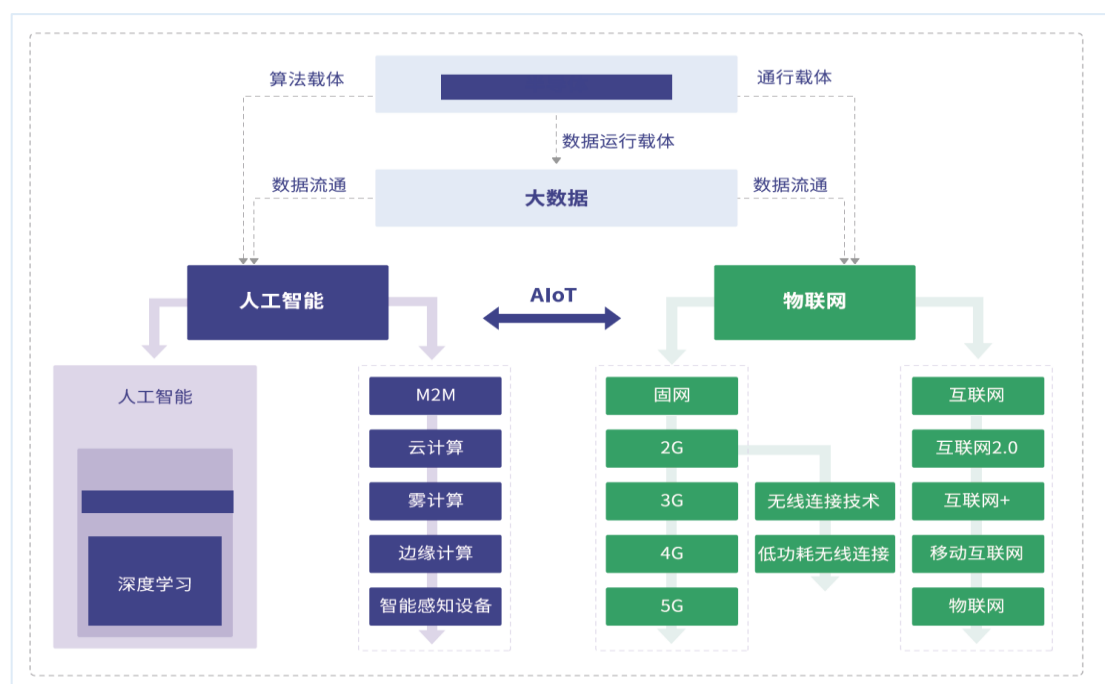 算法载体
通行载体
数据运行载体
数据流通
大数据
数据流通
人工智能
AIoT
物联网
人工智能
深度学习
M2M
云计算
雾计算
边缘计算
智能感知设备
固网
2G
3G
4G
5G
无线连接技术
低功耗无线连接
互联网
互联网2.0
互联网+
移动互联网
物联网